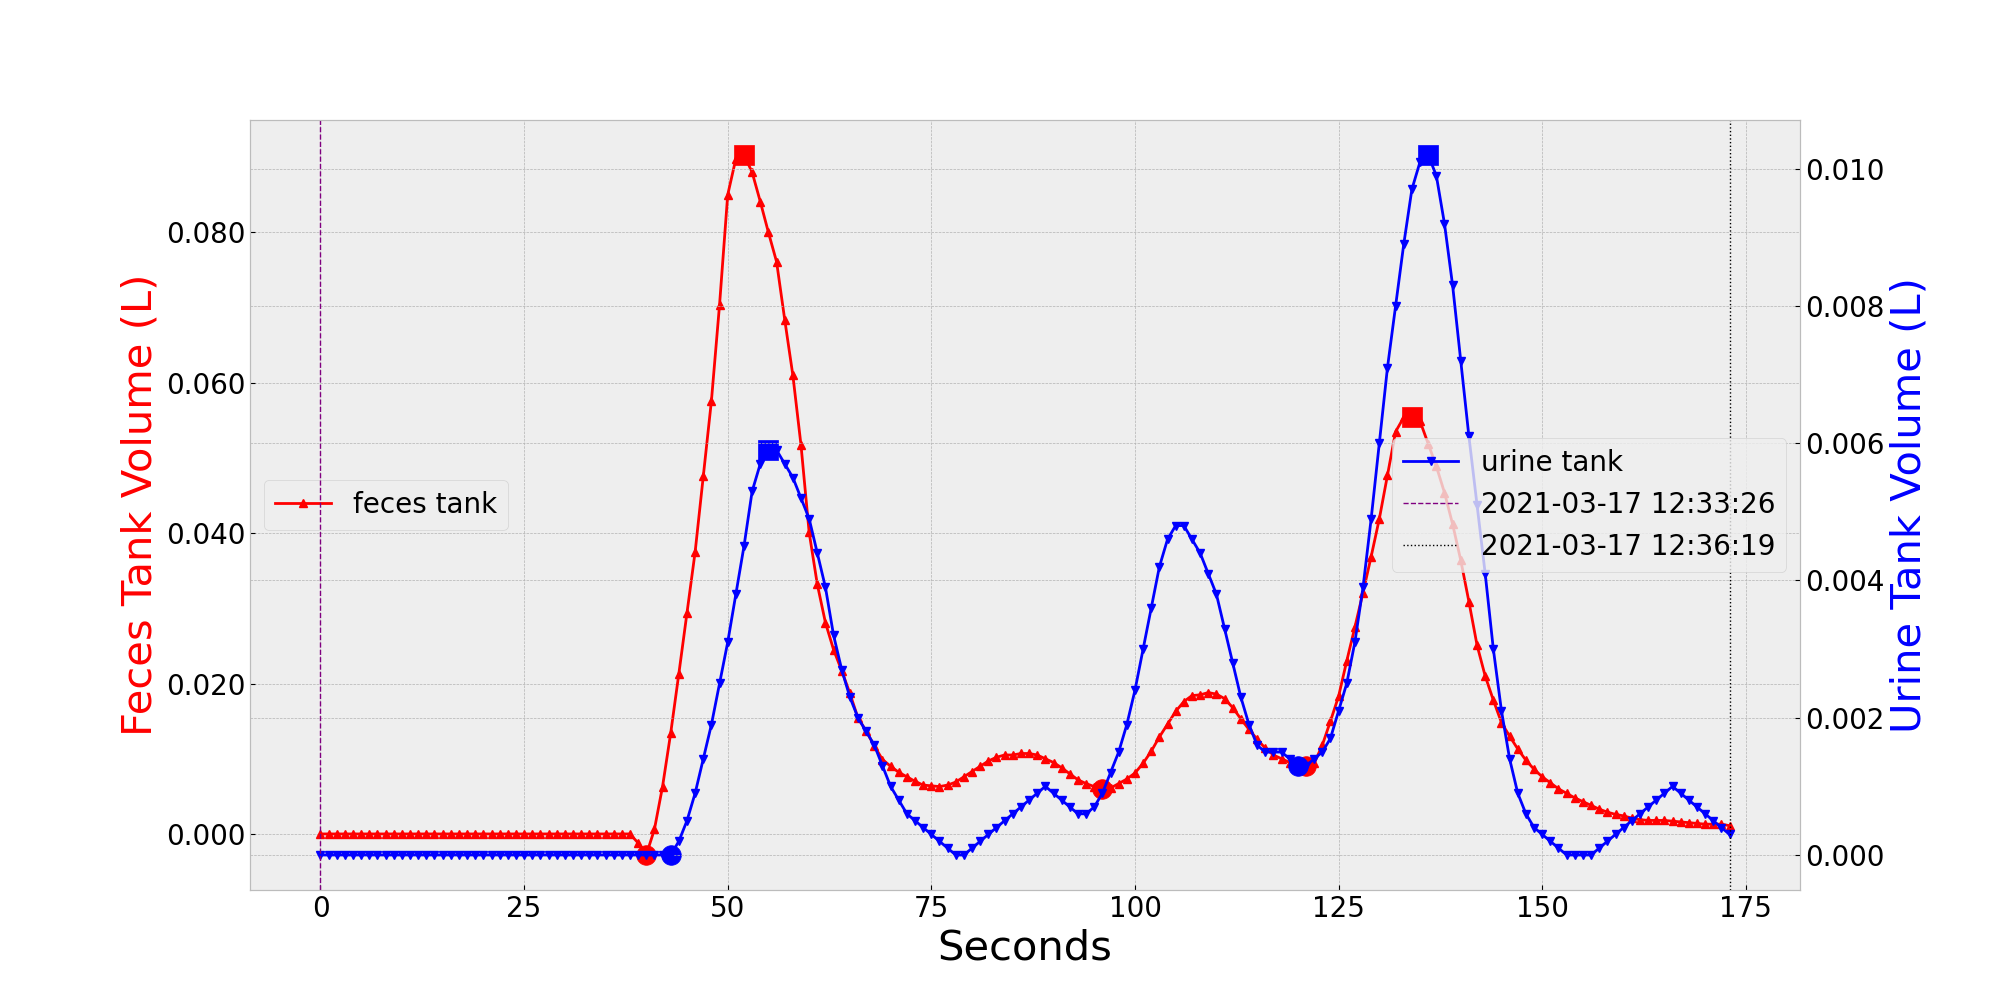 Feces Tank Volume (L)
0.080
0.060
0.040
0.020
0.000
feces tank
0.010
0.008
0.006
0.004
0.002
0.000
Urine Tank Volume (L)
urine tank
2021-03-17 12:33:26
2021-03-17 12:36:19
0 25 50 75 100 125 150 175
Seconds